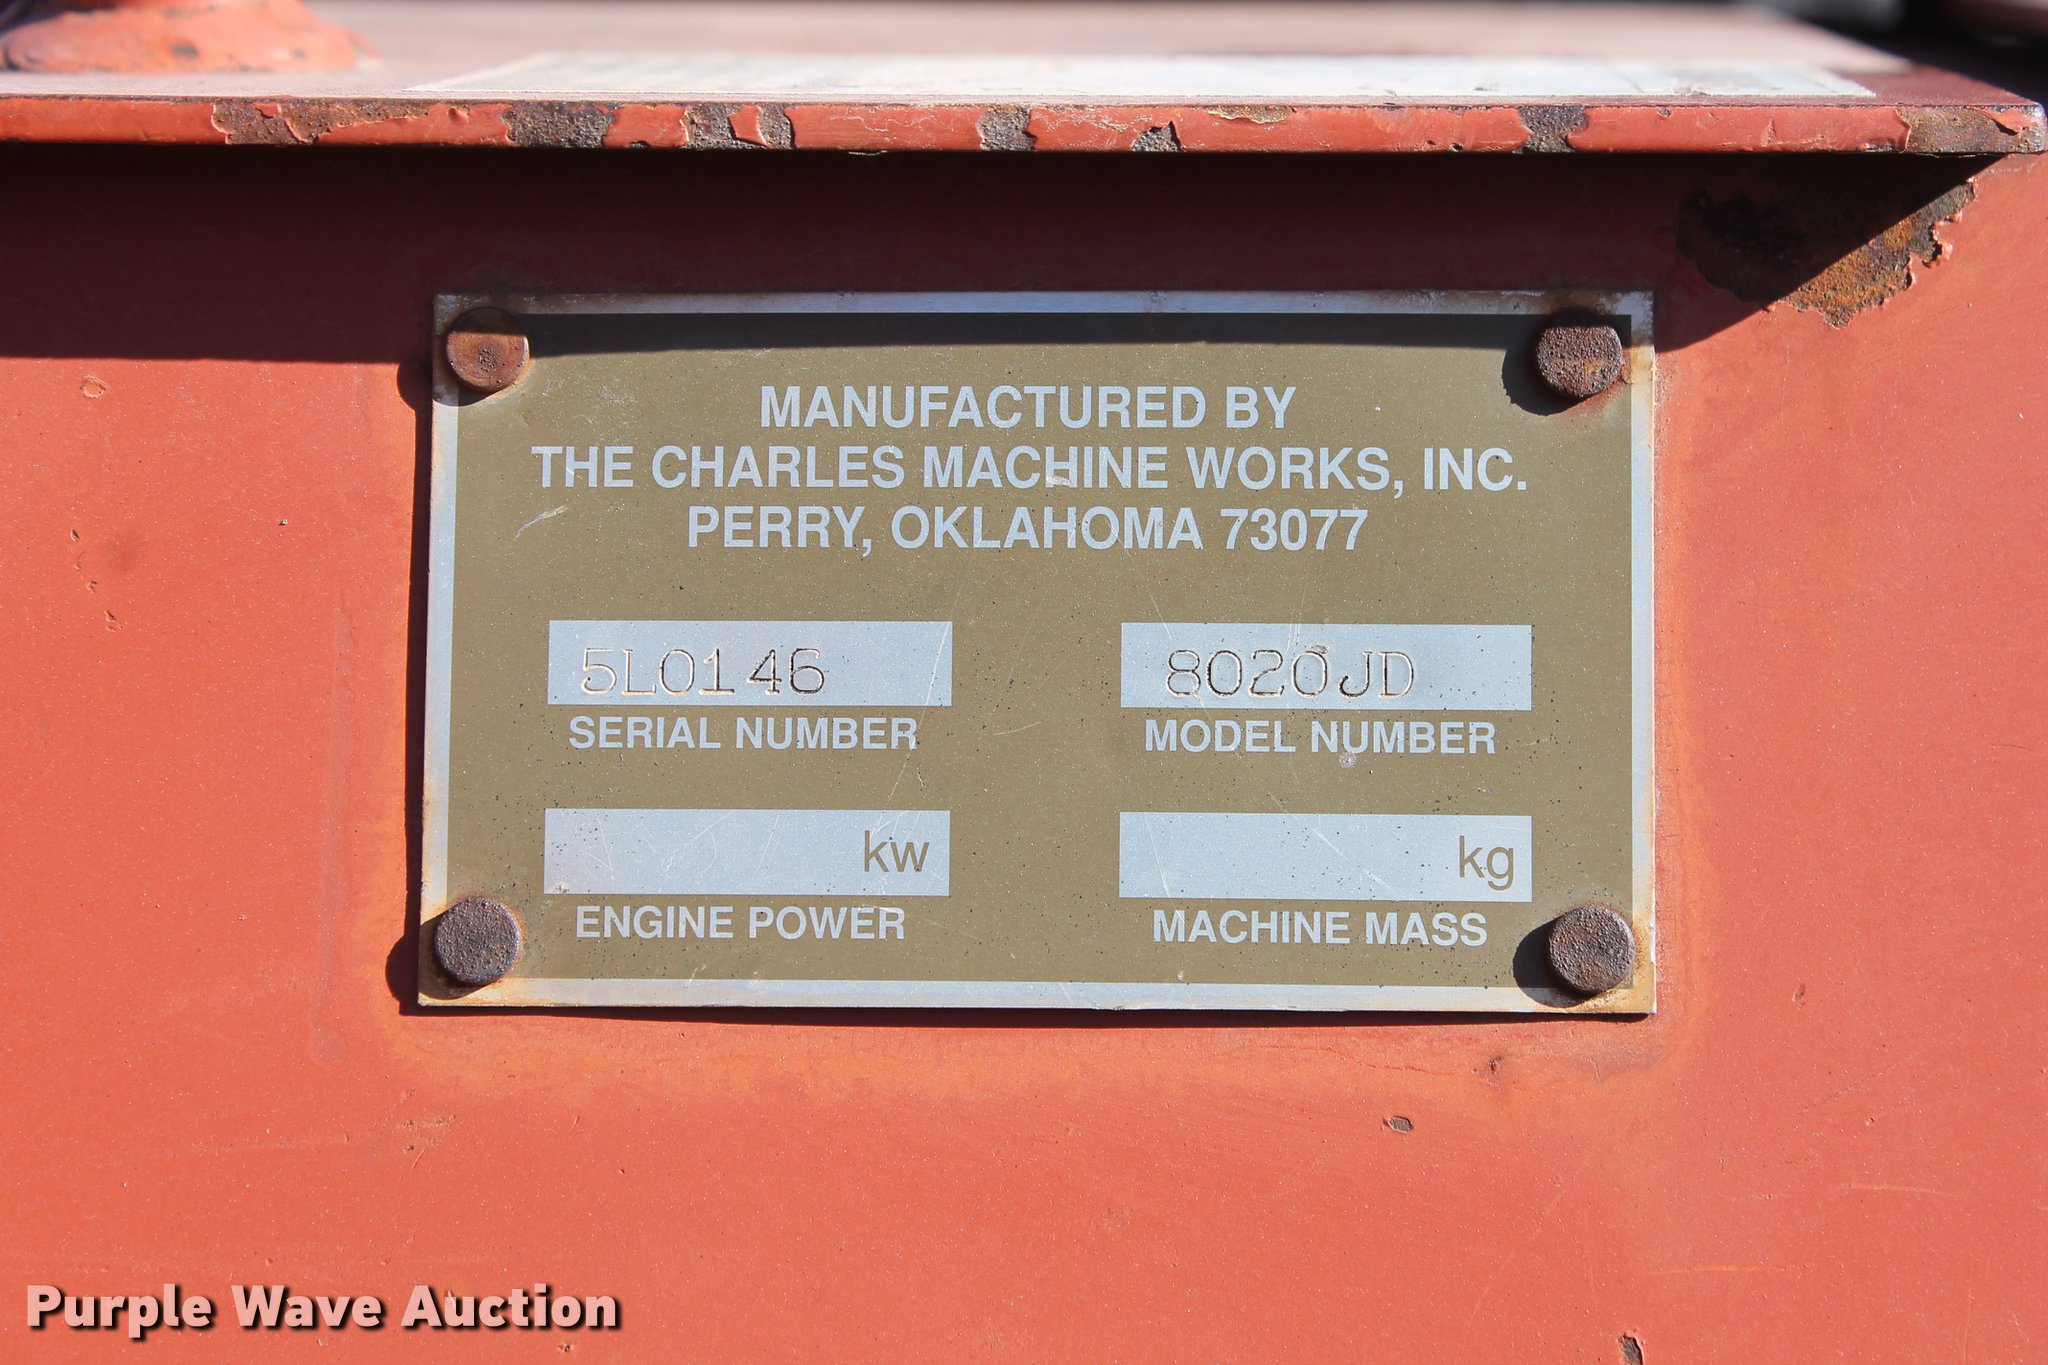 MANUFACTURED BY
THE CHARLES MACHINE WORKS, INC.
PERRY, OKLAHOMA 73077
5L0146
SERIAL NUMBER
8020JD
MODEL NUMBER
kw
ENGINE POWER
kg
MACHINE MASS
Purple Wave Auction